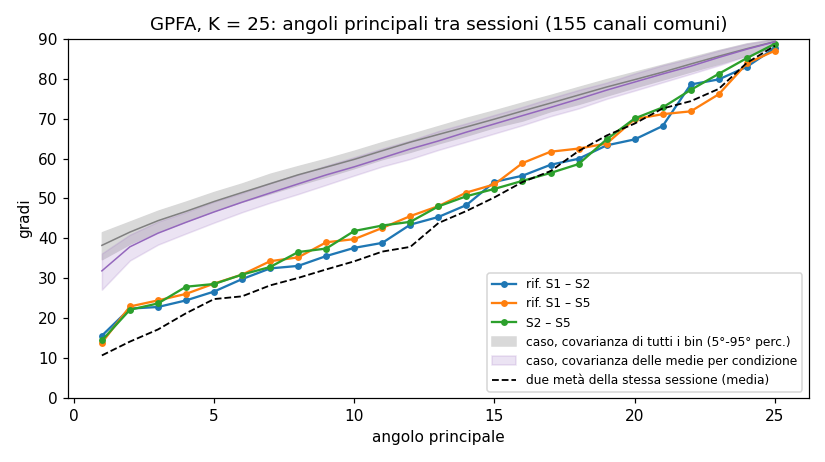 GPFA, K = 25: angoli principali tra sessioni (155 canali comuni)
90
80
70
60
50
40
30
20
10
0
gradi
rif. S1 – S2
rif. S1 – S5
S2 – S5
caso, covarianza di tutti i bin (5°-95° perc.)
caso, covarianza delle medie per condizione
due metà della stessa sessione (media)
0 5 10 15 20 25
angolo principale